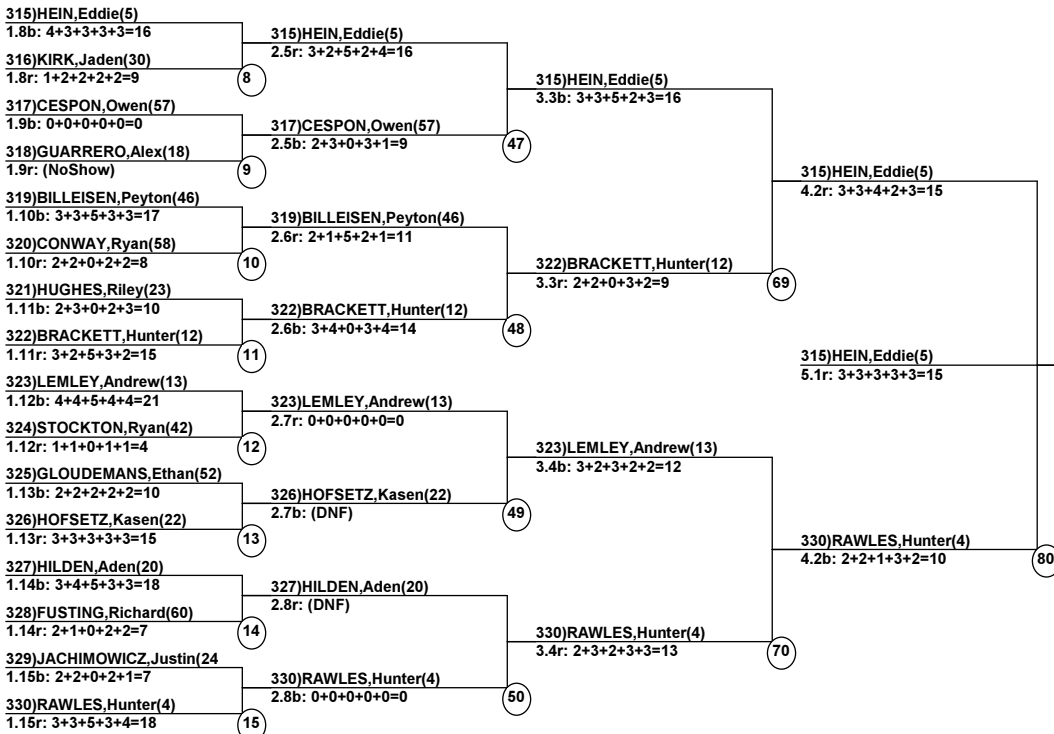 315)HEIN,Eddie(5)
1.8b: 4+3+3+3+3=16
316)KIRK,Jaden(30)
1.8r: 1+2+2+2+2=9
8
317)CESPON,Owen(57)
1.9b: 0+0+0+0+0=0
318)GUARRERO,Alex(18)
1.9r: (NoShow)
9
319)BILLEISEN,Peyton(46)
1.10b: 3+3+5+3+3=17
320)CONWAY,Ryan(58)
1.10r: 2+2+0+2+2=8
10
321)HUGHES,Riley(23)
1.11b: 2+3+0+2+3=10
322)BRACKETT,Hunter(12)
1.11r: 3+2+5+3+2=15
11
323)LEMLEY,Andrew(13)
1.12b: 4+4+5+4+4=21
324)STOCKTON,Ryan(42)
1.12r: 1+1+0+1+1=4
12
325)GLOUDEMANS,Ethan(52)
1.13b: 2+2+2+2+2=10
326)HOFSETZ,Kasen(22)
1.13r: 3+3+3+3+3=15
13
327)HILDEN,Aden(20)
1.14b: 3+4+5+3+3=18
328)FUSTING,Richard(60)
1.14r: 2+1+0+2+2=7
14
329)JACHIMOWICZ,Justin(24
1.15b: 2+2+0+2+1=7
330)RAWLES,Hunter(4)
1.15r: 3+3+5+3+4=18
15
315)HEIN,Eddie(5)
2.5r: 3+2+5+2+4=16
317)CESPON,Owen(57)
2.5b: 2+3+0+3+1=9
47
319)BILLEISEN,Peyton(46)
2.6r: 2+1+5+2+1=11
322)BRACKETT,Hunter(12)
2.6b: 3+4+0+3+4=14
48
323)LEMLEY,Andrew(13)
2.7r: 0+0+0+0+0=0
326)HOFSETZ,Kasen(22)
2.7b: (DNF)
49
327)HILDEN,Aden(20)
2.8r: (DNF)
330)RAWLES,Hunter(4)
2.8b: 0+0+0+0+0=0
50
315)HEIN,Eddie(5)
3.3b: 3+3+5+2+3=16
322)BRACKETT,Hunter(12)
3.3r: 2+2+0+3+2=9
69
323)LEMLEY,Andrew(13)
3.4b: 3+2+3+2+2=12
330)RAWLES,Hunter(4)
3.4r: 2+3+2+3+3=13
70
315)HEIN,Eddie(5)
4.2r: 3+3+4+2+3=15
315)HEIN,Eddie(5)
5.1r: 3+3+3+3+3=15
330)RAWLES,Hunter(4)
4.2b: 2+2+1+3+2=10
80